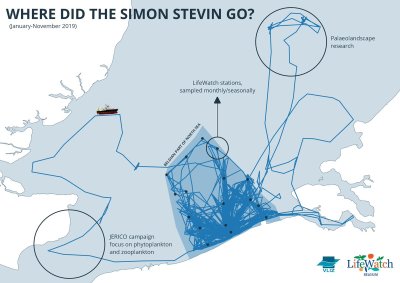 WHERE DID THE SIMON STEVIN GO?
(January-November 2019)
Palaeolandscape
research
LifeWatch stations,
sampled monthly/seasonally
BELGIAN PART OF NORTH SEA
JERICO campaign
focus on phytoplankton
and zooplankton
VLIZ
LifeWatch
BELGIUM